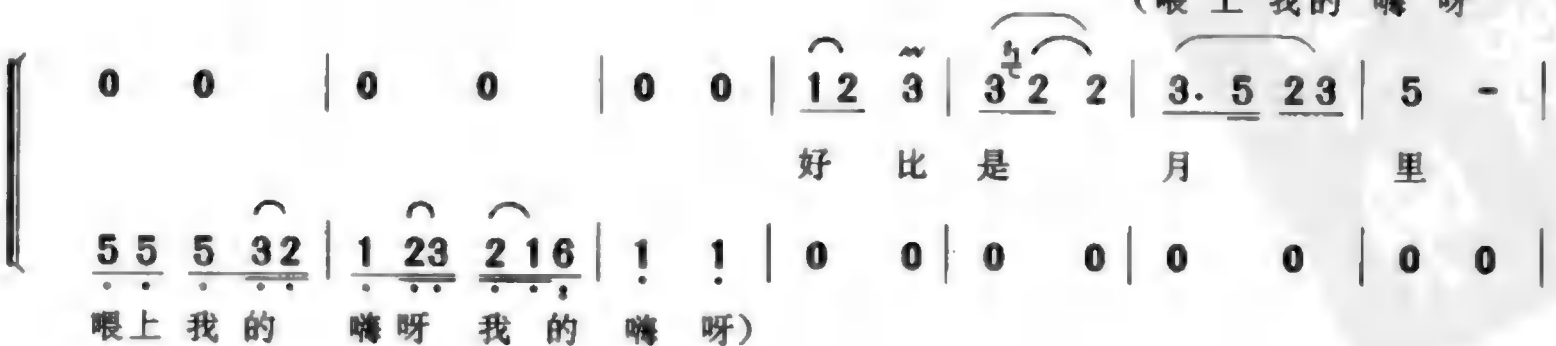 (喂 上 我的 嗨 呀
0 0 | 0 0 | 0 0 | 12 3 | 32 2 | 3. 5 23 | 5 - |
好 比 是 月 里
55 5 32 | 1 23 216 | 1 1 | 0 0 | 0 0 | 0 0 | 0 0 |
喂上 我 的 嗨 呀 我 的 嗨 呀)